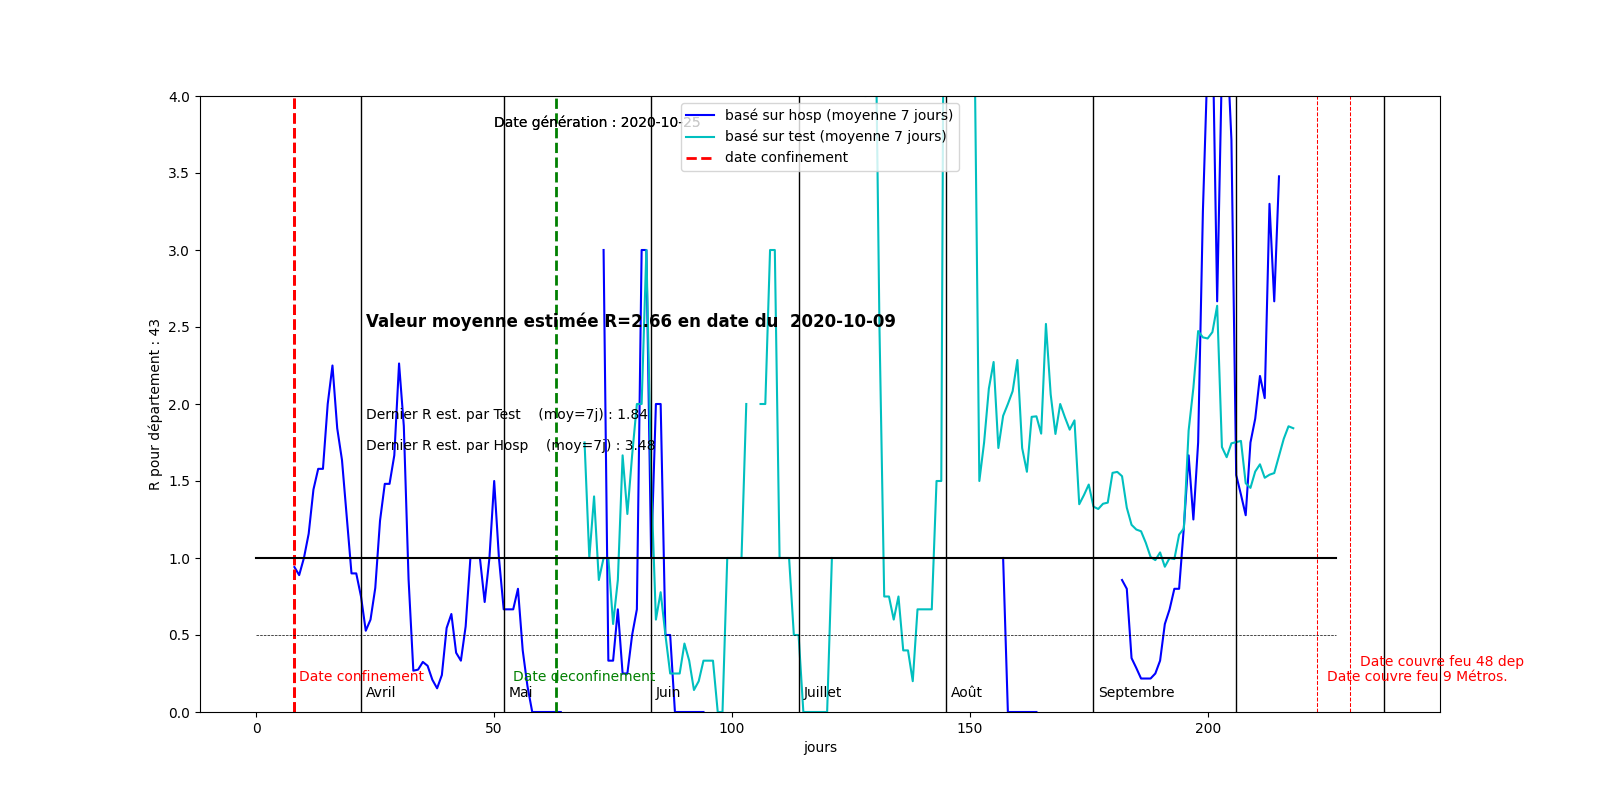 Date génération : 2020-10-25
basé sur hosp (moyenne 7 jours)
basé sur test (moyenne 7 jours)
date confinement
Valeur moyenne estimée R=2.66 en date du 2020-10-09
Dernier R est. par Test (moy=7j) : 1.84
Dernier R est. par Hosp (moy=7j) : 3.48
Date confinement
Date deconfinement
Date couvre feu 48 dep
Date couvre feu 9 Métros.
Avril
Mai
Juin
Juillet
Août
Septembre
R pour département : 43
4.0
3.5
3.0
2.5
2.0
1.5
1.0
0.5
0.0
0
50
100
150
200
jours